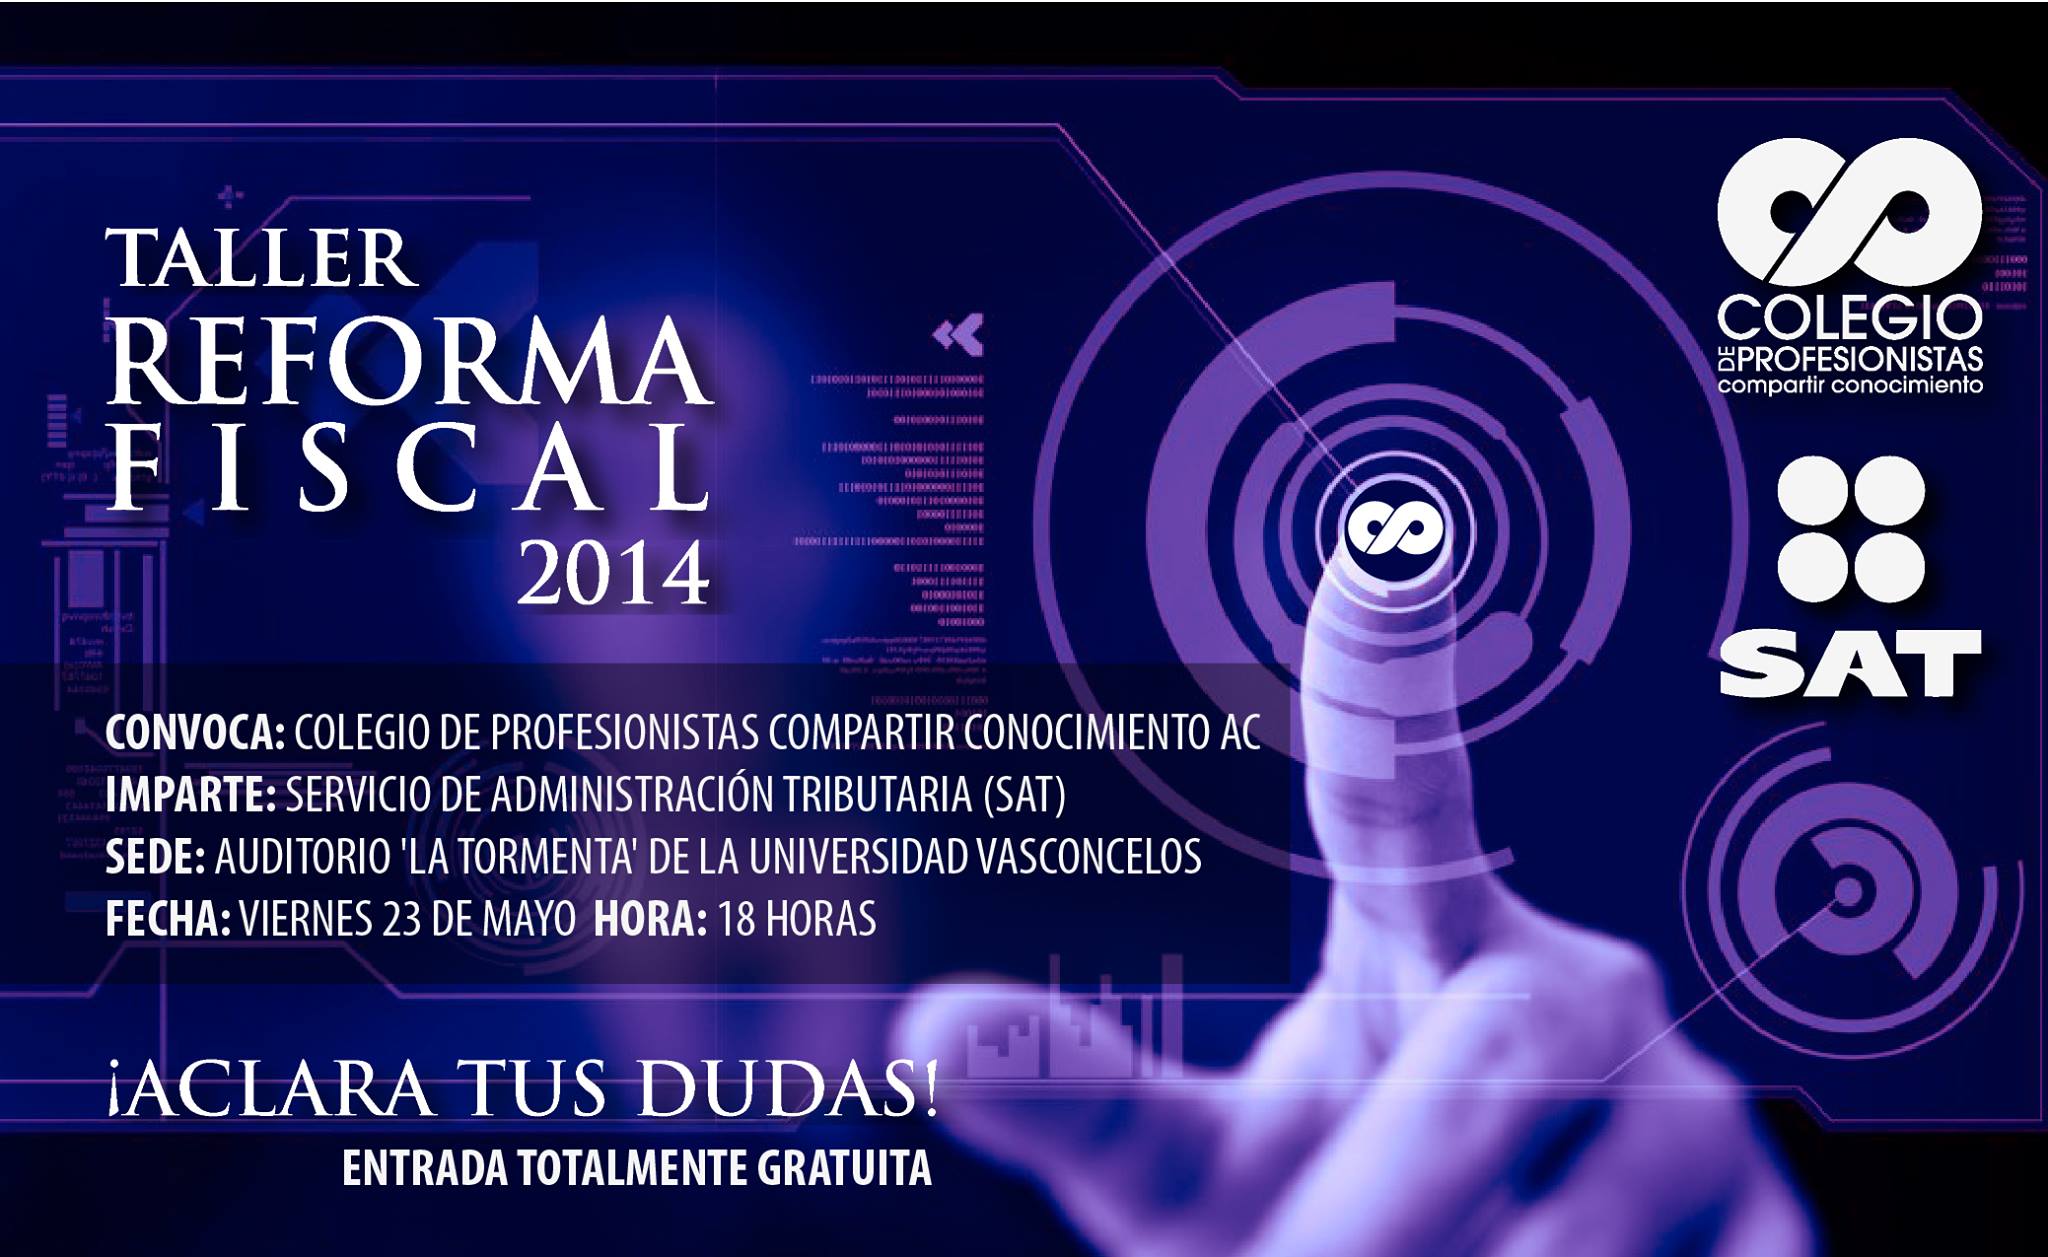 TALLER
REFORMA
FISCAL
2014
COLEGIO
DE PROFESIONISTAS
compartir conocimiento
SAT
CONVOCA: COLEGIO DE PROFESIONISTAS COMPARTIR CONOCIMIENTO AC
IMPARTE: SERVICIO DE ADMINISTRACIÓN TRIBUTARIA (SAT)
SEDE: AUDITORIO 'LA TORMENTA' DE LA UNIVERSIDAD VASCONCELOS
FECHA: VIERNES 23 DE MAYO HORA: 18 HORAS
¡ACLARA TUS DUDAS!
ENTRADA TOTALMENTE GRATUITA